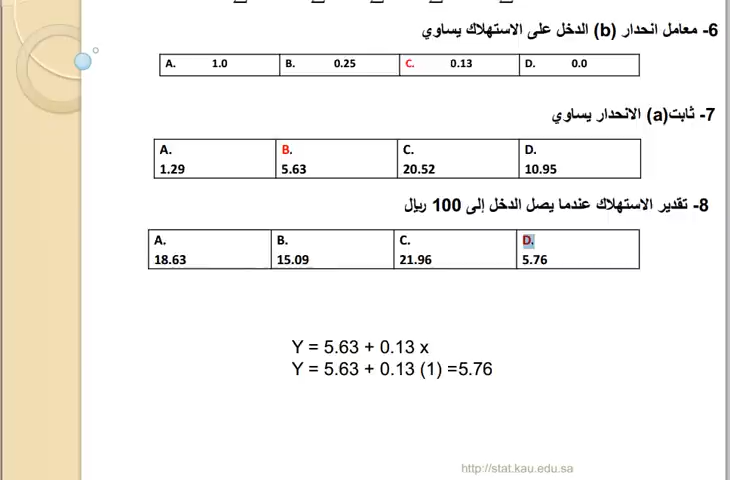 6- معامل انحدار (b) الدخل على الاستهلاك يساوي
A. 1.0 B. 0.25 C. 0.13 D. 0.0
7- ثابت(a) الانحدار يساوي
A. B. C. D.
1.29 5.63 20.52 10.95
8- تقدير الاستهلاك عندما يصل الدخل إلى 100 ريال
A. B. C. D.
18.63 15.09 21.96 5.76
Y = 5.63 + 0.13 x
Y = 5.63 + 0.13 (1) =5.76
http://stat.kau.edu.sa